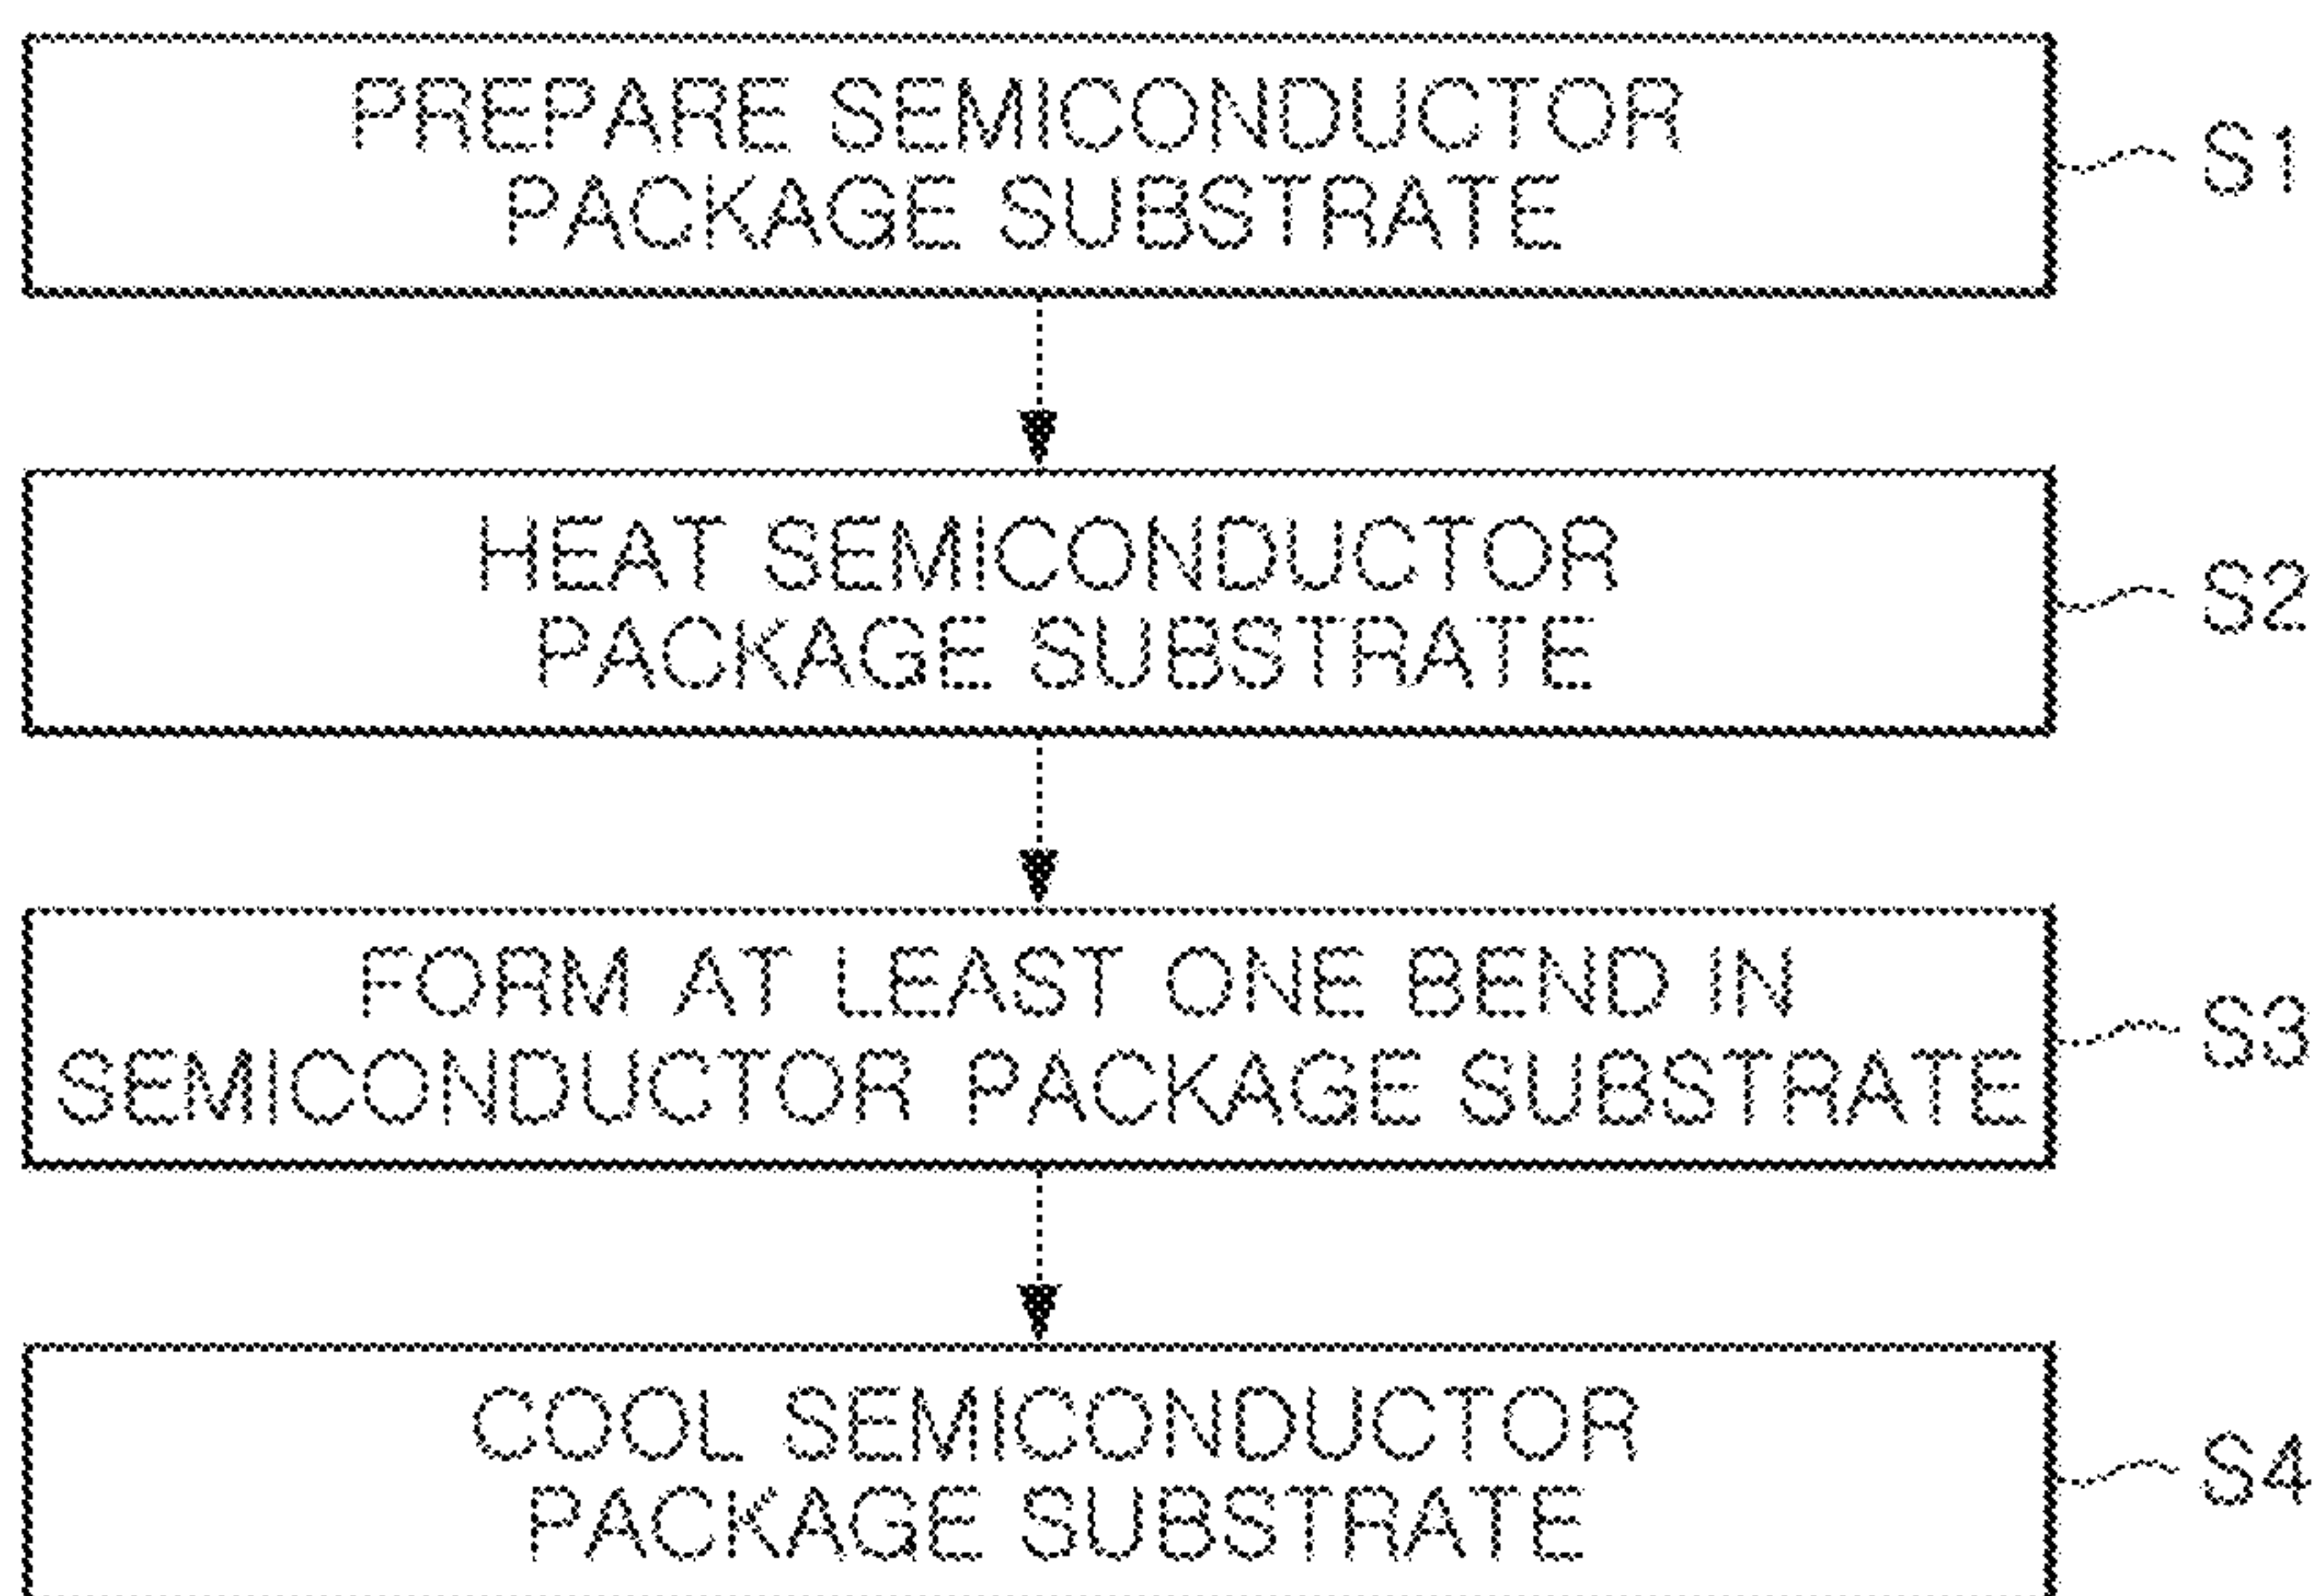 PREPARE SEMICONDUCTOR
PACKAGE SUBSTRATE
S1
HEAT SEMICONDUCTOR
PACKAGE SUBSTRATE
S2
FORM AT LEAST ONE BEND IN
SEMICONDUCTOR PACKAGE SUBSTRATE
S3
COOL SEMICONDUCTOR
PACKAGE SUBSTRATE
S4